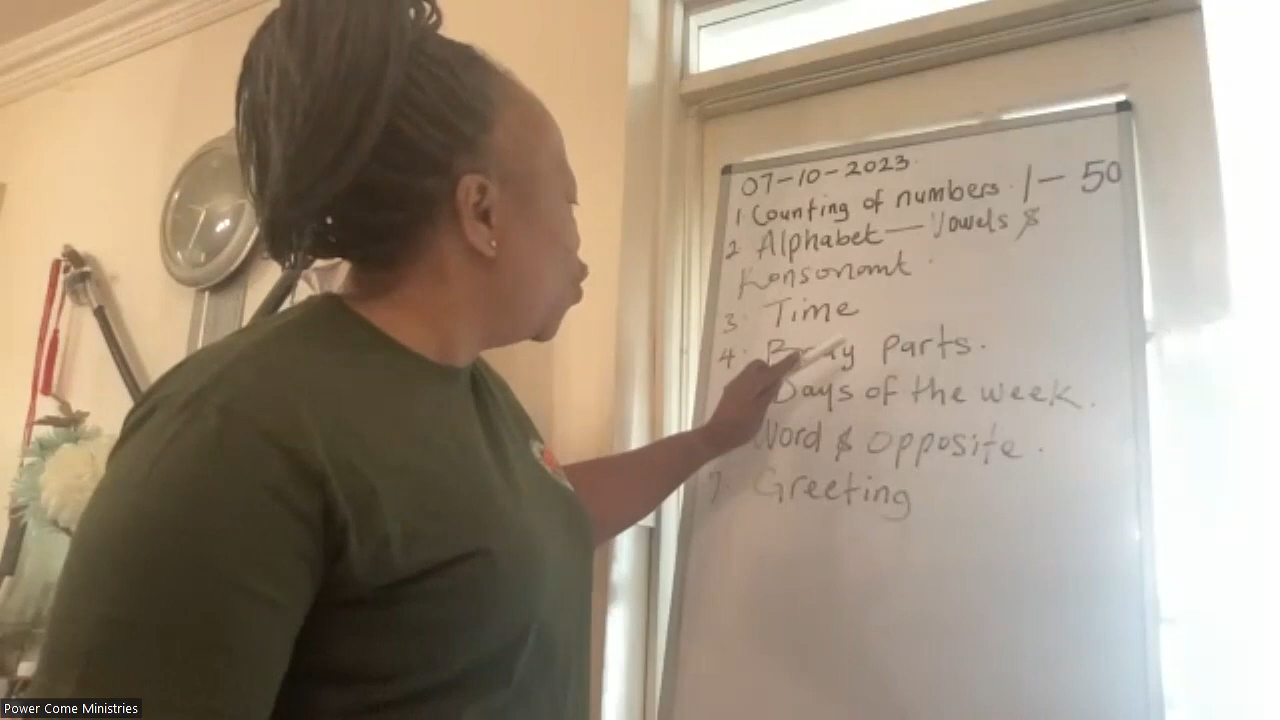 07-10-2023.
1 Counting of numbers. 1 - 50
2 Alphabet — Vowels &
Konsonant.
3. Time
4. Body Parts.
Days of the week.
Word & Opposite.
7 Greeting
Power Come Ministries